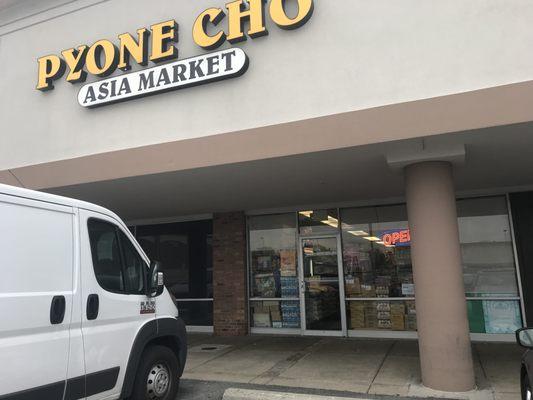 PYONE CHO
ASIA MARKET
OPEN